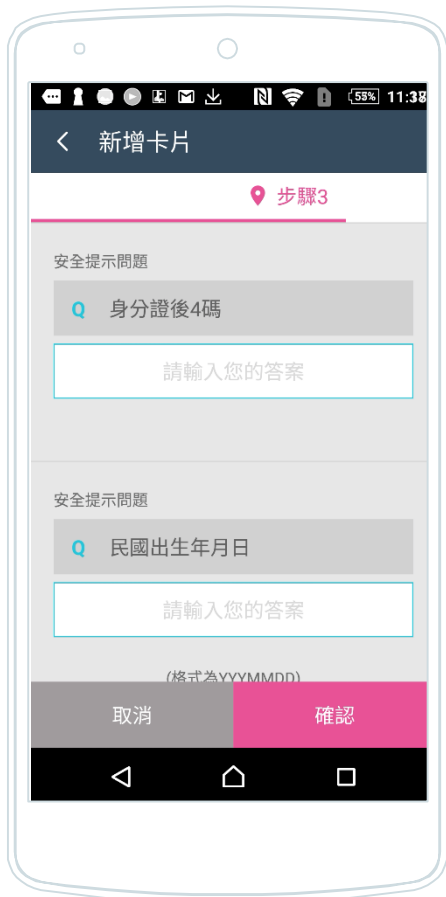 55% 11:38
新增卡片
步驟3
安全提示問題
Q 身分證後4碼
請輸入您的答案
安全提示問題
Q 民國出生年月日
請輸入您的答案
(格式為YYYMMDD)
取消 確認